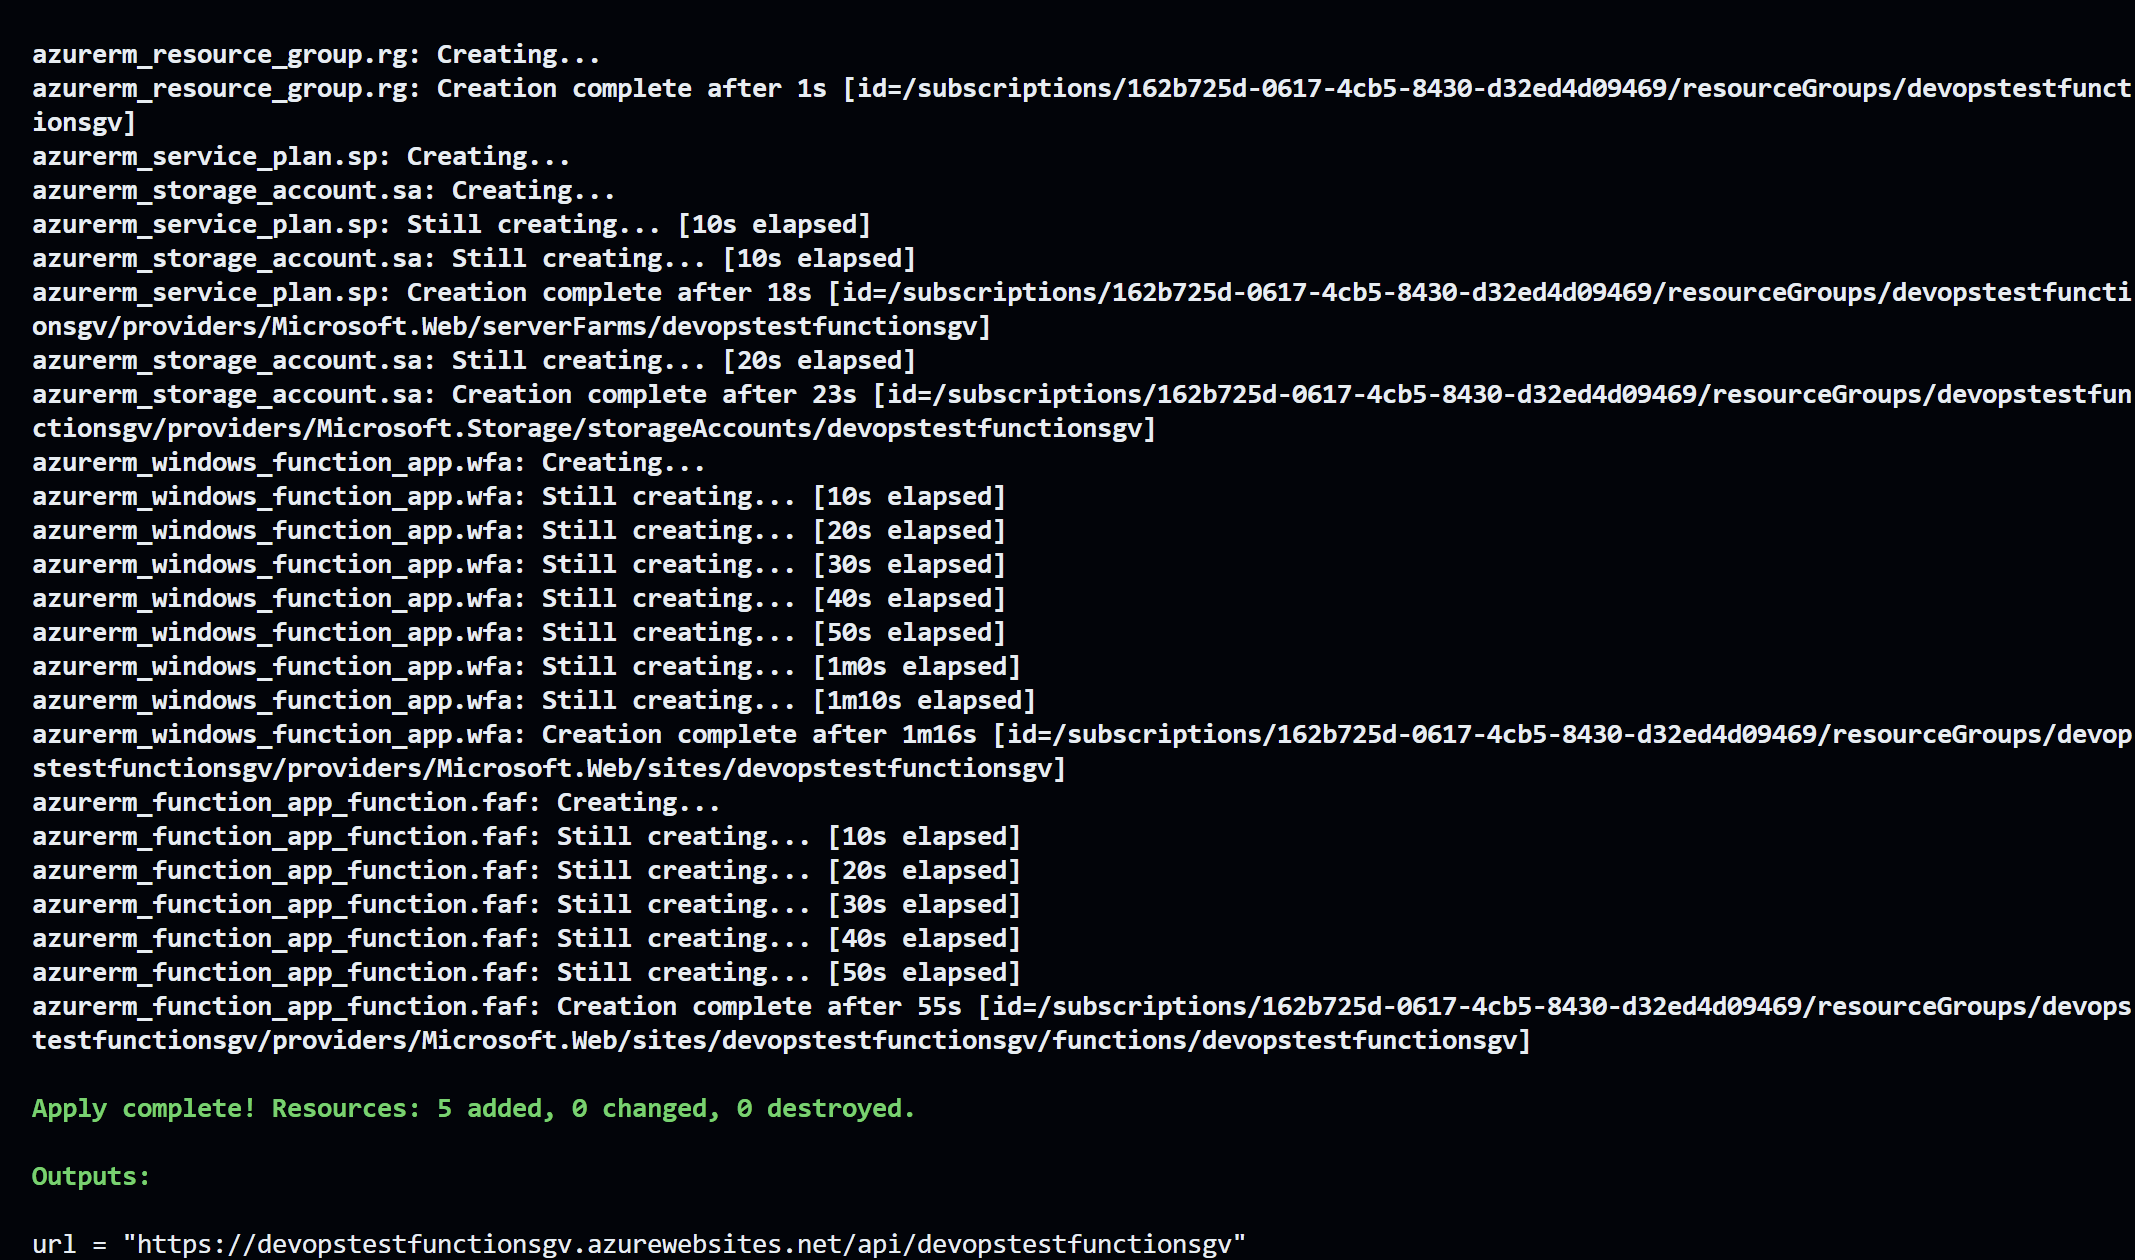 azurerm_resource_group.rg: Creating...
azurerm_resource_group.rg: Creation complete after 1s [id=/subscriptions/162b725d-0617-4cb5-8430-d32ed4d09469/resourceGroups/devopstestfunct
ionsgv]
azurerm_service_plan.sp: Creating...
azurerm_storage_account.sa: Creating...
azurerm_service_plan.sp: Still creating... [10s elapsed]
azurerm_storage_account.sa: Still creating... [10s elapsed]
azurerm_service_plan.sp: Creation complete after 18s [id=/subscriptions/162b725d-0617-4cb5-8430-d32ed4d09469/resourceGroups/devopstestfuncti
onsgv/providers/Microsoft.Web/serverFarms/devopstestfunctionsgv]
azurerm_storage_account.sa: Still creating... [20s elapsed]
azurerm_storage_account.sa: Creation complete after 23s [id=/subscriptions/162b725d-0617-4cb5-8430-d32ed4d09469/resourceGroups/devopstestfun
ctionsgv/providers/Microsoft.Storage/storageAccounts/devopstestfunctionsgv]
azurerm_windows_function_app.wfa: Creating...
azurerm_windows_function_app.wfa: Still creating... [10s elapsed]
azurerm_windows_function_app.wfa: Still creating... [20s elapsed]
azurerm_windows_function_app.wfa: Still creating... [30s elapsed]
azurerm_windows_function_app.wfa: Still creating... [40s elapsed]
azurerm_windows_function_app.wfa: Still creating... [50s elapsed]
azurerm_windows_function_app.wfa: Still creating... [1m0s elapsed]
azurerm_windows_function_app.wfa: Still creating... [1m10s elapsed]
azurerm_windows_function_app.wfa: Creation complete after 1m16s [id=/subscriptions/162b725d-0617-4cb5-8430-d32ed4d09469/resourceGroups/devop
stestfunctionsgv/providers/Microsoft.Web/sites/devopstestfunctionsgv]
azurerm_function_app_function.faf: Creating...
azurerm_function_app_function.faf: Still creating... [10s elapsed]
azurerm_function_app_function.faf: Still creating... [20s elapsed]
azurerm_function_app_function.faf: Still creating... [30s elapsed]
azurerm_function_app_function.faf: Still creating... [40s elapsed]
azurerm_function_app_function.faf: Still creating... [50s elapsed]
azurerm_function_app_function.faf: Creation complete after 55s [id=/subscriptions/162b725d-0617-4cb5-8430-d32ed4d09469/resourceGroups/devops
testfunctionsgv/providers/Microsoft.Web/sites/devopstestfunctionsgv/functions/devopstestfunctionsgv]
Apply complete! Resources: 5 added, 0 changed, 0 destroyed.
Outputs:
url = "https://devopstestfunctionsgv.azurewebsites.net/api/devopstestfunctionsgv"